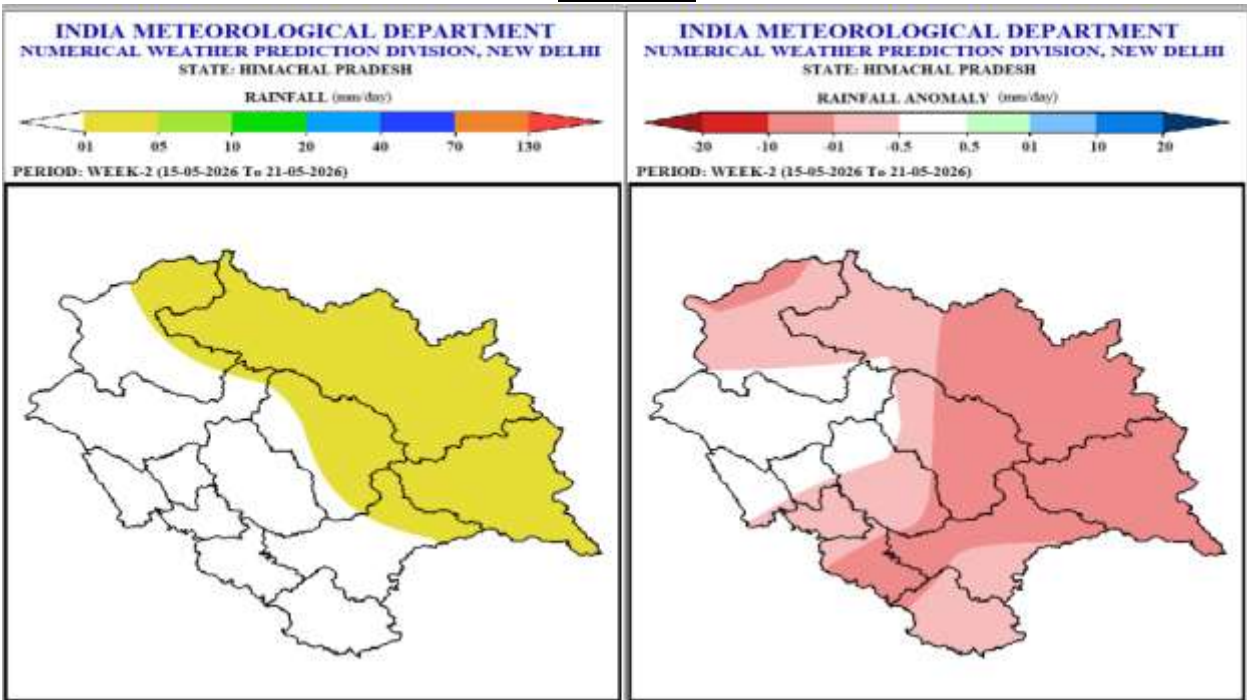 INDIA METEOROLOGICAL DEPARTMENT
NUMERICAL WEATHER PREDICTION DIVISION, NEW DELHI
STATE: HIMACHAL PRADESH
RAINFALL (mm/day)
01 05 10 20 40 70 130
PERIOD: WEEK-2 (15-05-2026 To 21-05-2026)
INDIA METEOROLOGICAL DEPARTMENT
NUMERICAL WEATHER PREDICTION DIVISION, NEW DELHI
STATE: HIMACHAL PRADESH
RAINFALL ANOMALY (mm/day)
-20 -10 -01 -0.5 0.5 01 10 20
PERIOD: WEEK-2 (15-05-2026 To 21-05-2026)